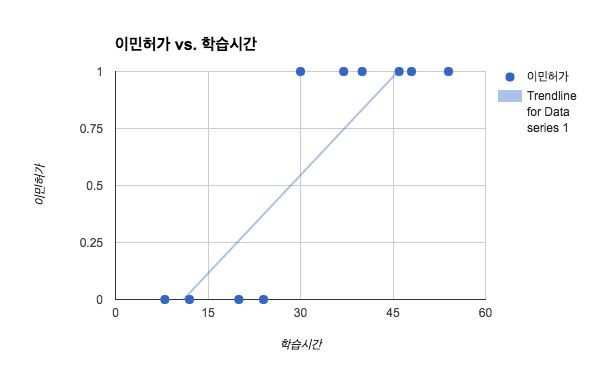 이민허가 vs. 학습시간
1
0.75
0.5
0.25
0
0
15
30
45
60
이민허가
학습시간
이민허가
Trendline
for Data
series 1